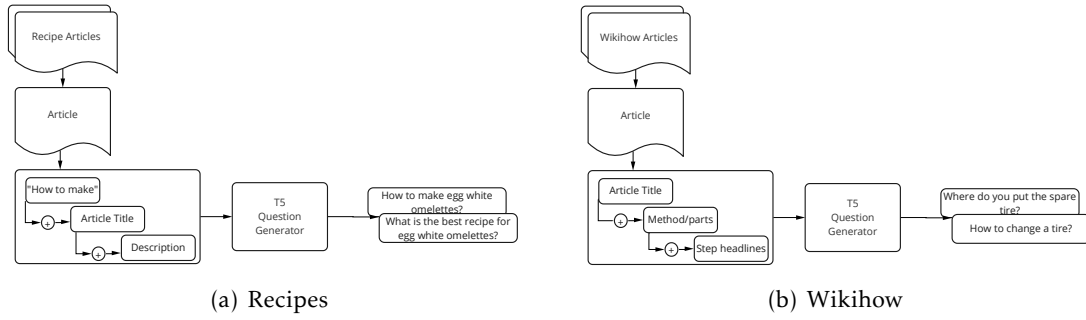 Recipe Articles
Article
"How to make"
+
Article Title
+
Description
T5
Question
Generator
How to make egg white
omelettes?
What is the best recipe for
egg white omelettes?
(a) Recipes
Wikihow Articles
Article
Article Title
+
Method/parts
+
Step headlines
T5
Question
Generator
Where do you put the spare
tire?
How to change a tire?
(b) Wikihow